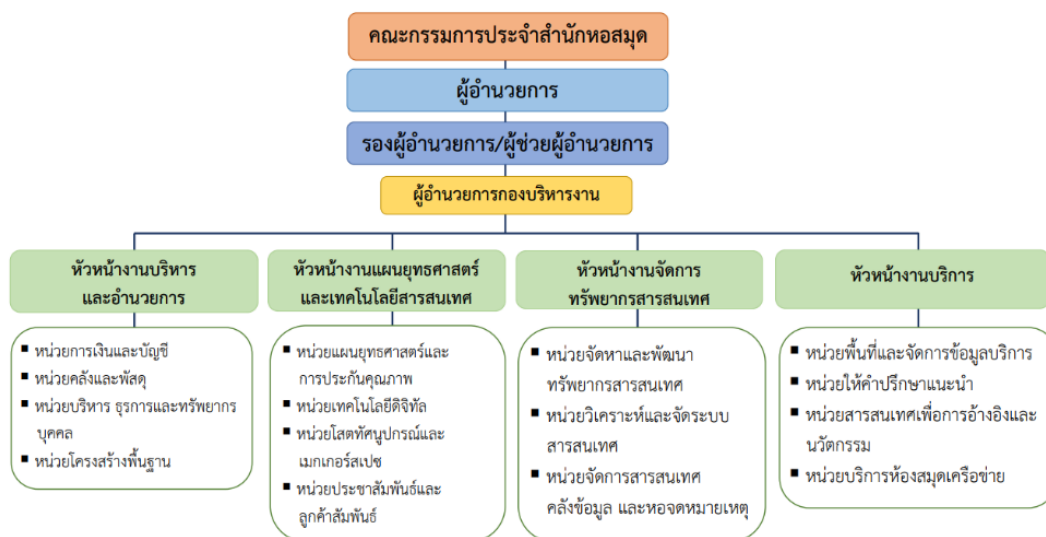 คณะกรรมการประจำสำนักหอสมุด
ผู้อำนวยการ
รองผู้อำนวยการ/ผู้ช่วยผู้อำนวยการ
ผู้อำนวยการกองบริหารงาน
หัวหน้างานบริหาร
และอำนวยการ
■ หน่วยการเงินและบัญชี
■ หน่วยคลังและพัสดุ
■ หน่วยบริหาร ธุรการและทรัพยากร
บุคคล
■ หน่วยโครงสร้างพื้นฐาน
หัวหน้างานแผนยุทธศาสตร์
และเทคโนโลยีสารสนเทศ
■ หน่วยแผนยุทธศาสตร์และ
การประกันคุณภาพ
■ หน่วยเทคโนโลยีดิจิทัล
■ หน่วยโสตทัศนูปกรณ์และ
เมกเกอร์สเปซ
■ หน่วยประชาสัมพันธ์และ
ลูกค้าสัมพันธ์
หัวหน้างานจัดการ
ทรัพยากรสารสนเทศ
■ หน่วยจัดหาและพัฒนา
ทรัพยากรสารสนเทศ
■ หน่วยวิเคราะห์และจัดระบบ
สารสนเทศ
■ หน่วยจัดการสารสนเทศ
คลังข้อมูล และหอจดหมายเหตุ
หัวหน้างานบริการ
■ หน่วยพื้นที่และจัดการข้อมูลบริการ
■ หน่วยให้คำปรึกษาแนะนำ
■ หน่วยสารสนเทศเพื่อการอ้างอิงและ
นวัตกรรม
■ หน่วยบริการห้องสมุดเครือข่าย